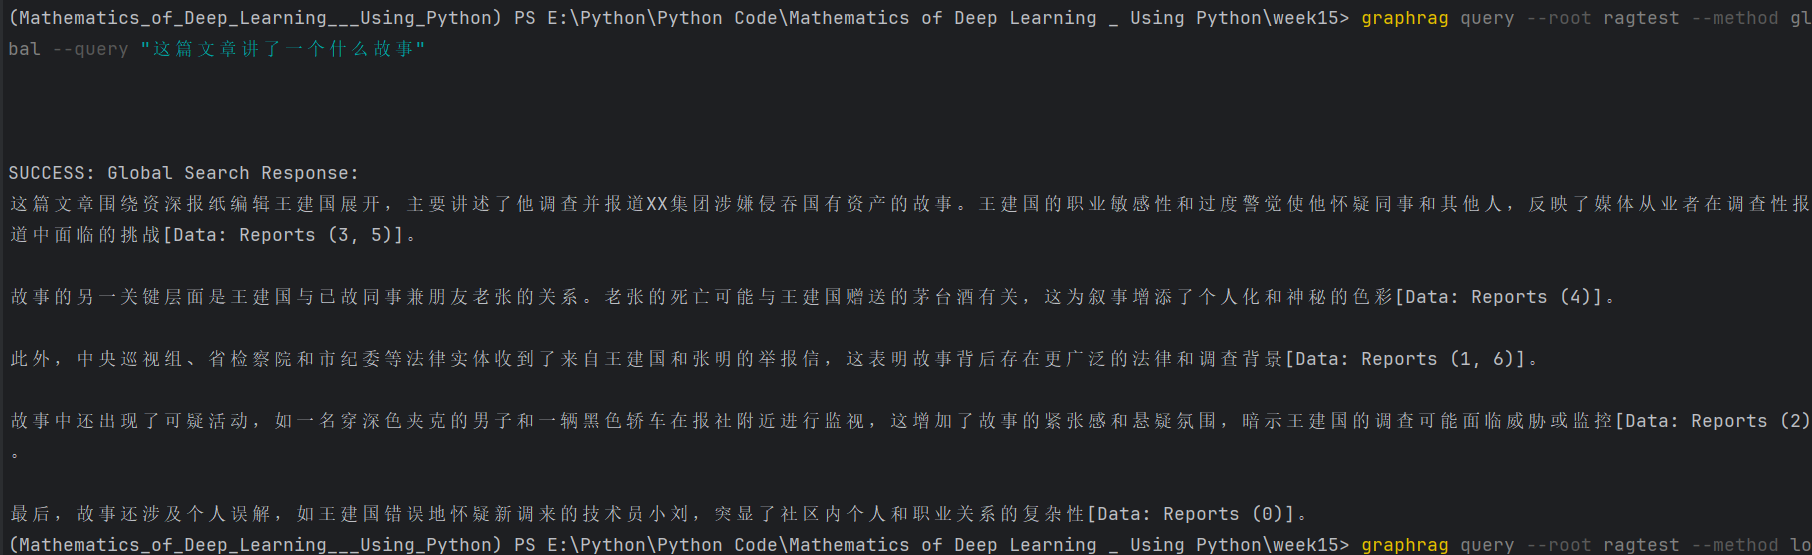 (Mathematics_of_Deep_Learning___Using_Python) PS E:\Python\Python Code\Mathematics of Deep Learning _ Using Python\week15> graphrag query --root ragtest --method gl
bal --query "这篇文章讲了一个什么故事"
SUCCESS: Global Search Response:
这篇文章围绕资深报纸编辑王建国展开，主要讲述了他调查并报道XX集团涉嫌侵吞国有资产的故事。王建国的职业敏感性和过度警觉使他怀疑同事和其他人，反映了媒体从业者在调查性报
道中面临的挑战[Data: Reports (3, 5)]。
故事的另一关键层面是王建国与已故同事兼朋友老张的关系。老张的死亡可能与王建国赠送的茅台酒有关，这为叙事增添了个人化和神秘的色彩[Data: Reports (4)]。
此外，中央巡视组、省检察院和市纪委等法律实体收到了来自王建国和张明的举报信，这表明故事背后存在更广泛的法律和调查背景[Data: Reports (1, 6)]。
故事中还出现了可疑活动，如一名穿深色夹克的男子和一辆黑色轿车在报社附近进行监视，这增加了故事的紧张感和悬疑氛围，暗示王建国的调查可能面临威胁或监控[Data: Reports (2)
。
最后，故事还涉及个人误解，如王建国错误地怀疑新调来的技术员小刘，突显了社区内个人和职业关系的复杂性[Data: Reports (0)]。
(Mathematics_of_Deep_Learning___Using_Python) PS E:\Python\Python Code\Mathematics of Deep Learning _ Using Python\week15> graphrag query --root ragtest --method lo